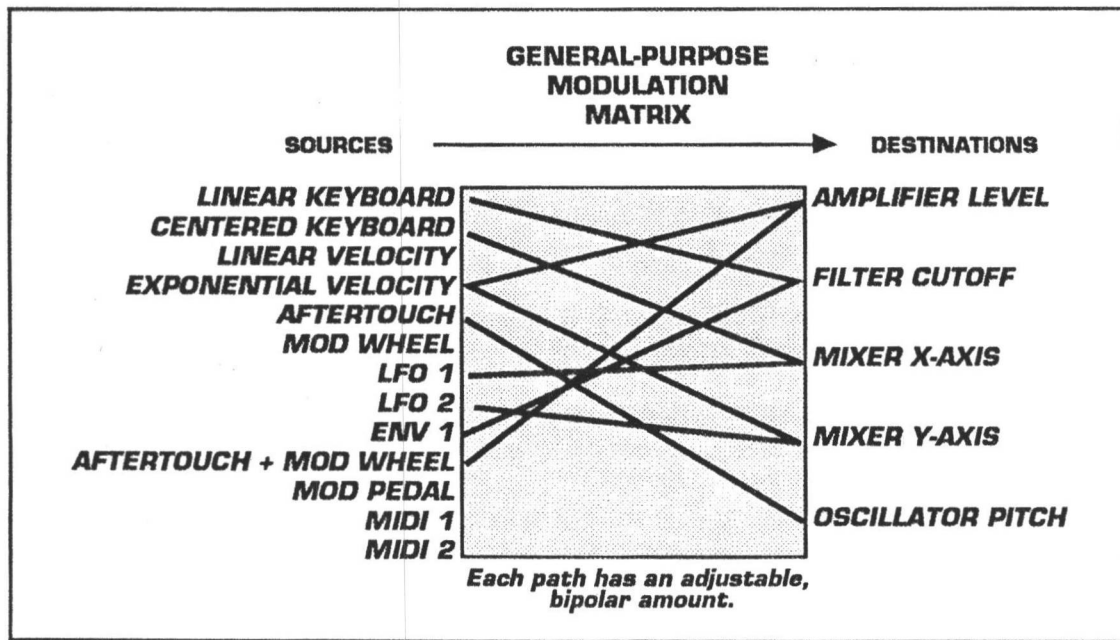 GENERAL-PURPOSE
MODULATION
MATRIX
SOURCES
DESTINATIONS
LINEAR KEYBOARD
CENTERED KEYBOARD
LINEAR VELOCITY
EXPONENTIAL VELOCITY
AFTERTOUCH
MOD WHEEL
LFO 1
LFO 2
ENV 1
AFTERTOUCH + MOD WHEEL
MOD PEDAL
MIDI 1
MIDI 2
AMPLIFIER LEVEL
FILTER CUTOFF
MIXER X-AXIS
MIXER Y-AXIS
OSCILLATOR PITCH
Each path has an adjustable,
bipolar amount.